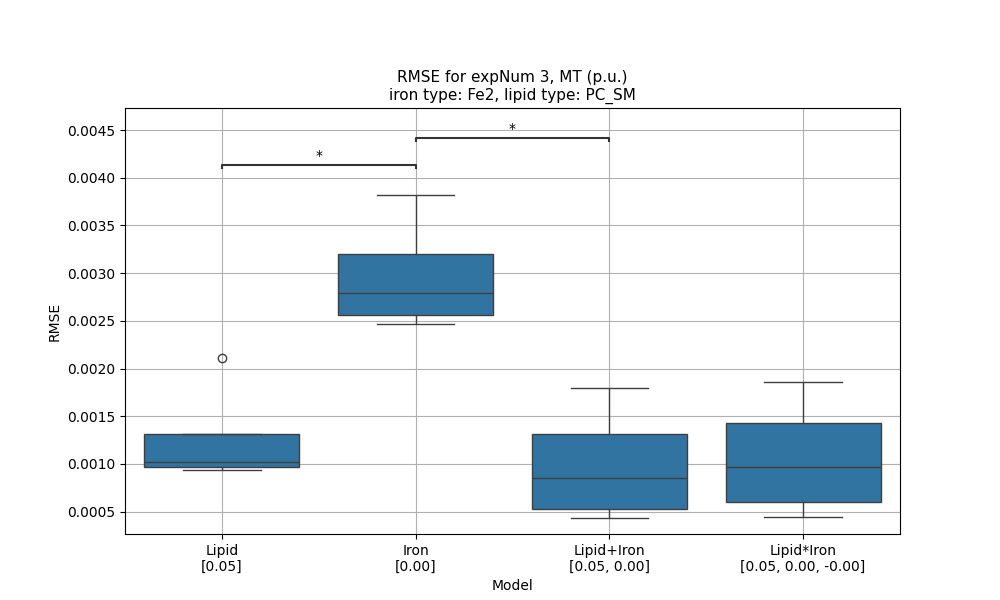 RMSE for expNum 3, MT (p.u.)
iron type: Fe2, lipid type: PC_SM
0.0045
0.0040
0.0035
0.0030
0.0025
0.0020
0.0015
0.0010
0.0005
RMSE
*
*
Lipid
[0.05]
Iron
[0.00]
Lipid+Iron
[0.05, 0.00]
Lipid*Iron
[0.05, 0.00, -0.00]
Model